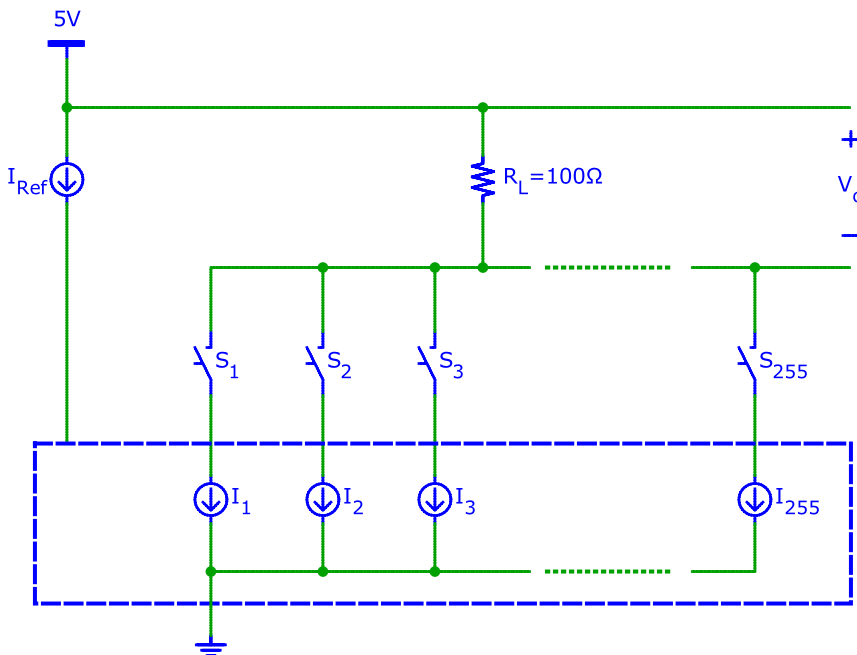 5V
I_Ref
R_L=100Ω
+
V
−
S_1
S_2
S_3
S_255
I_1
I_2
I_3
I_255